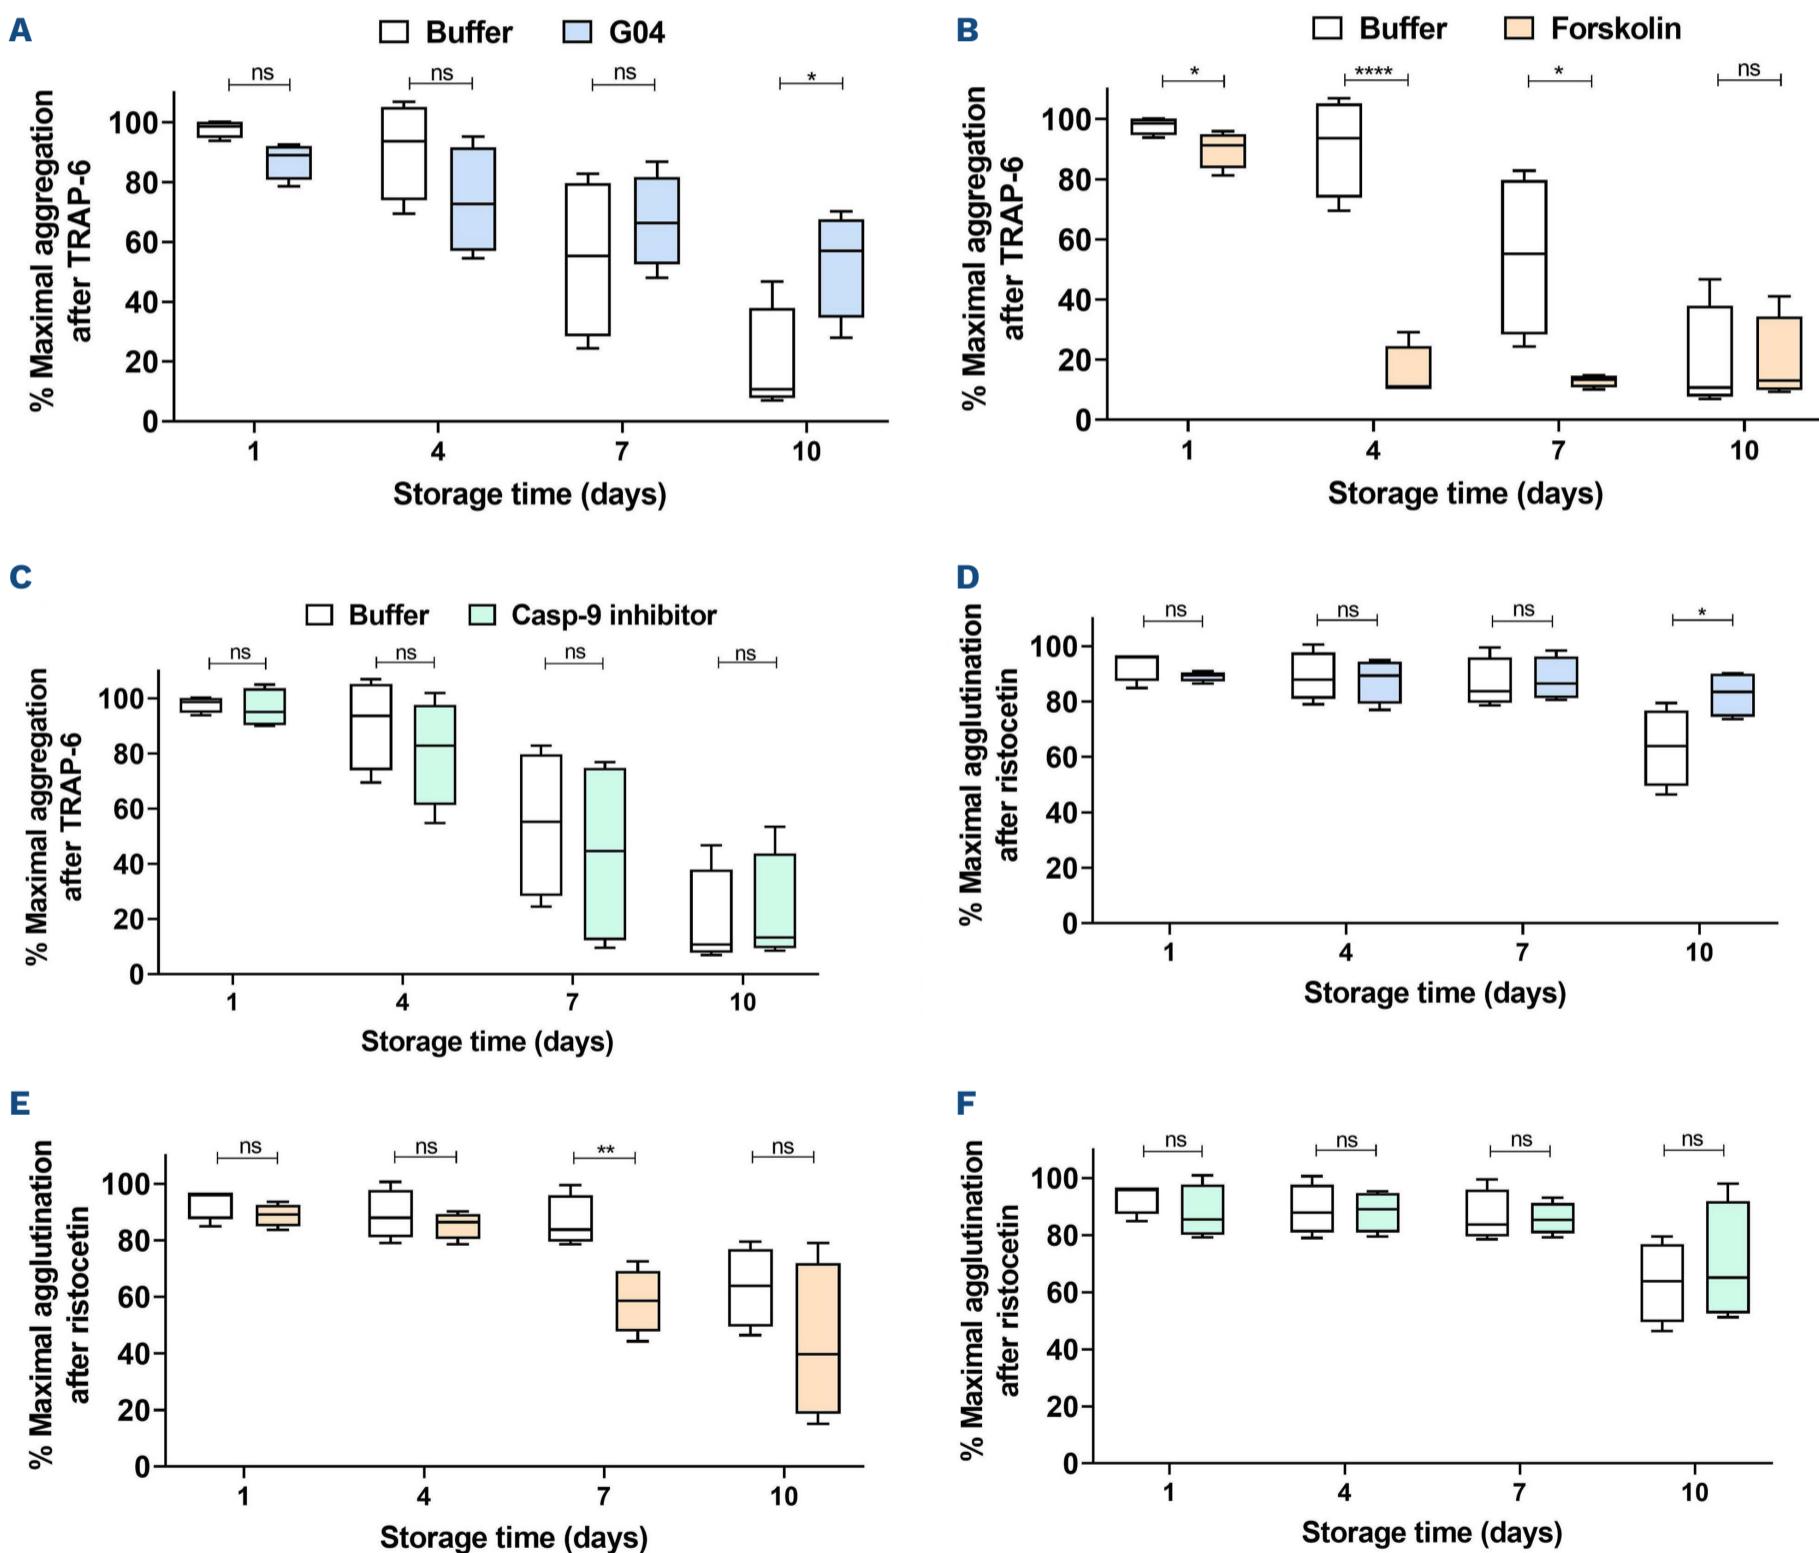 A
Buffer G04
% Maximal aggregation
after TRAP-6
ns ns ns *
100
80
60
40
20
0
1 4 7 10
Storage time (days)
B
Buffer Forskolin
% Maximal aggregation
after TRAP-6
* **** * ns
100
80
60
40
20
0
1 4 7 10
Storage time (days)
C
Buffer Casp-9 inhibitor
% Maximal aggregation
after TRAP-6
ns ns ns ns
100
80
60
40
20
0
1 4 7 10
Storage time (days)
D
% Maximal agglutination
after ristocetin
ns ns ns *
100
80
60
40
20
0
1 4 7 10
Storage time (days)
E
% Maximal agglutination
after ristocetin
ns ns ** ns
100
80
60
40
20
0
1 4 7 10
Storage time (days)
F
% Maximal agglutination
after ristocetin
ns ns ns ns
100
80
60
40
20
0
1 4 7 10
Storage time (days)